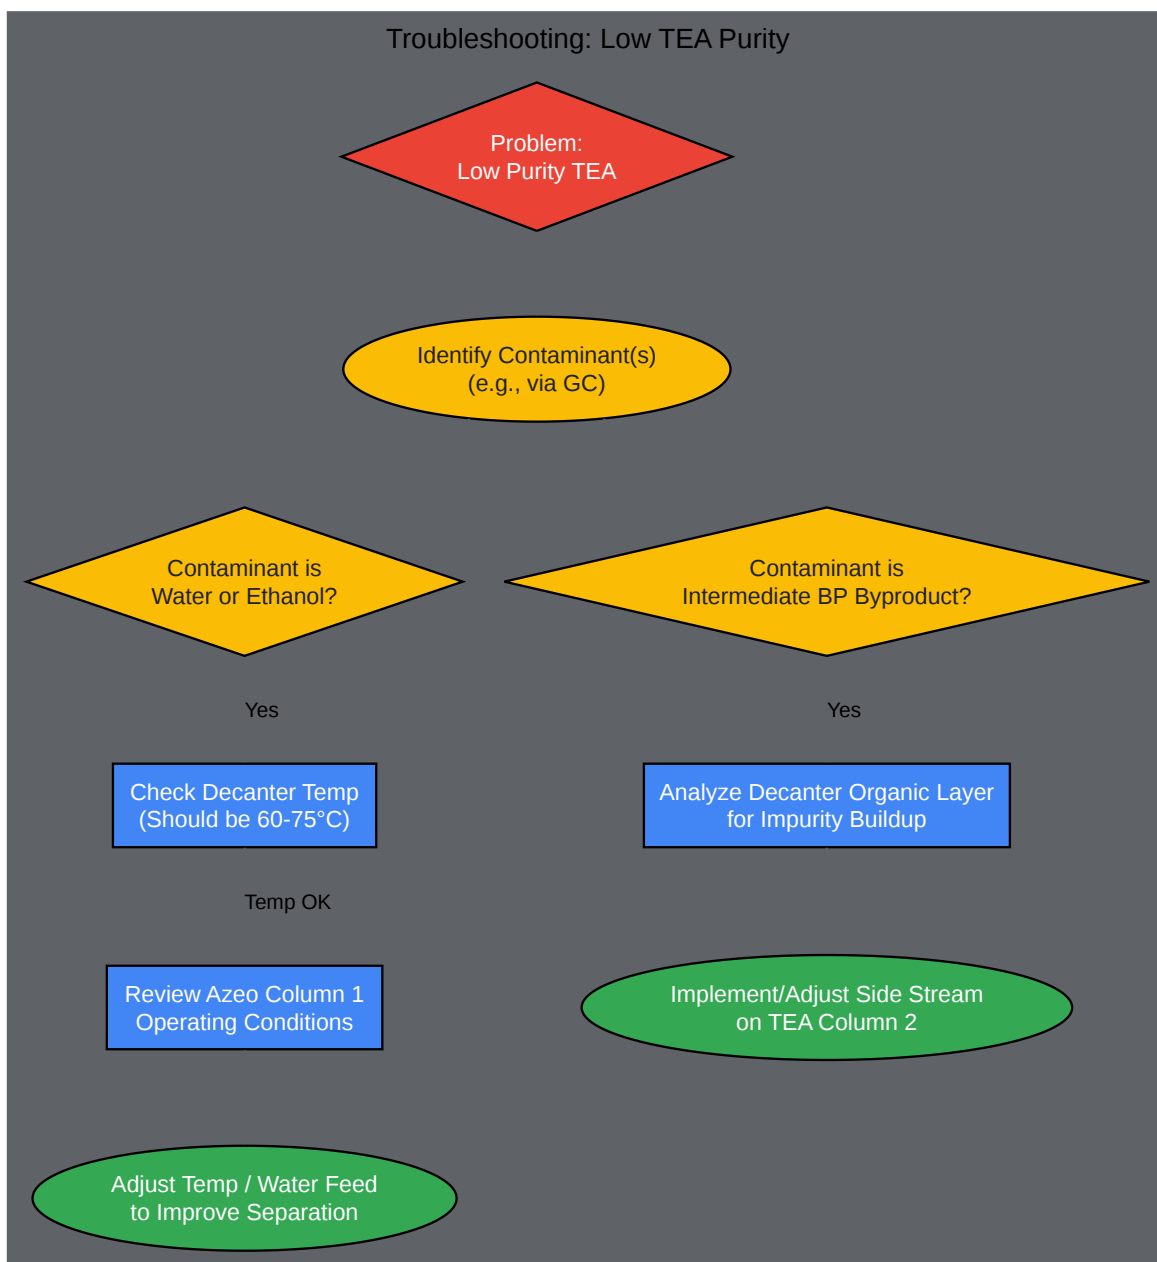 Troubleshooting: Low TEA Purity
Problem:
Low Purity TEA
Identify Contaminant(s)
(e.g., via GC)
Contaminant is
Water or Ethanol?
Contaminant is
Intermediate BP Byproduct?
Yes
Yes
Check Decanter Temp
(Should be 60-75°C)
Analyze Decanter Organic Layer
for Impurity Buildup
Temp OK
Review Azeo Column 1
Operating Conditions
Implement/Adjust Side Stream
on TEA Column 2
Adjust Temp / Water Feed
to Improve Separation